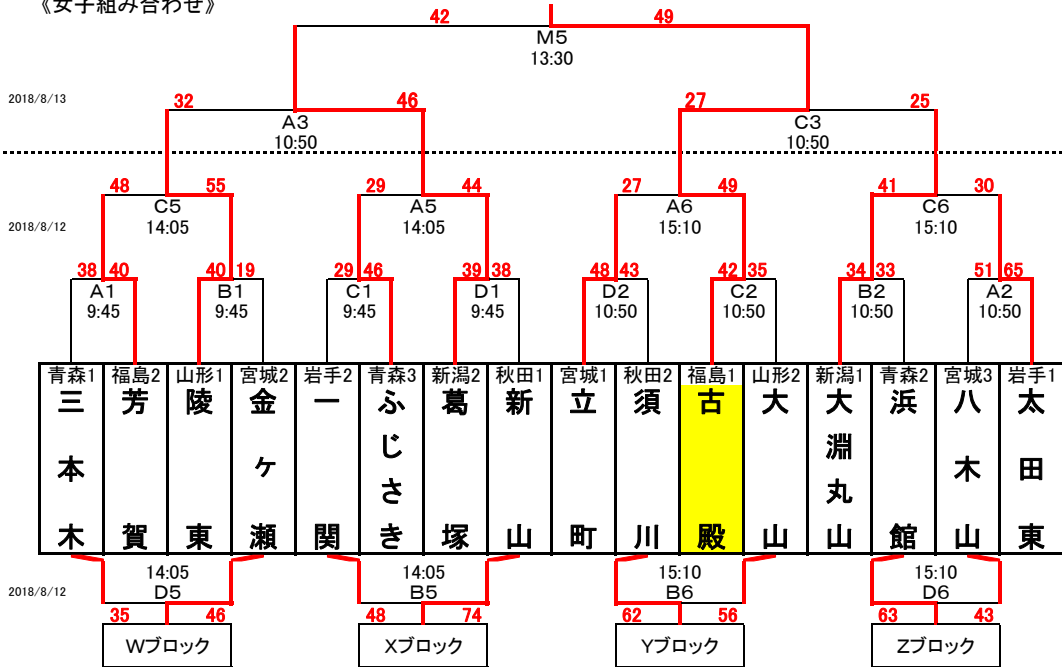 《女子組み合わせ》
42 49
M5
13:30
2018/8/13
32 46 27 25
A3 C3
10:50 10:50
48 55 29 44 27 49 41 30
C5 A5 A6 C6
2018/8/12
14:05 14:05 15:10 15:10
38 40 40 19 29 46 39 38 48 43 42 35 34 33 51 65
A1 B1 C1 D1 D2 C2 B2 A2
9:45 9:45 9:45 9:45 10:50 10:50 10:50 10:50
青森1 福島2 山形1 宮城2 岩手2 青森3 新潟2 秋田1 宮城1 秋田2 福島1 山形2 新潟1 青森2 宮城3 岩手1
三本木
芳賀
陵東
金ヶ瀬
一関
ふじさき
葛塚
新山
立町
須川
古殿
大山
大淵丸山
浜館
八木山
太田東
14:05 14:05 15:10 15:10
2018/8/12
D5 B5 B6 D6
35 46 48 74 62 56 63 43
Wブロック Xブロック Yブロック Zブロック